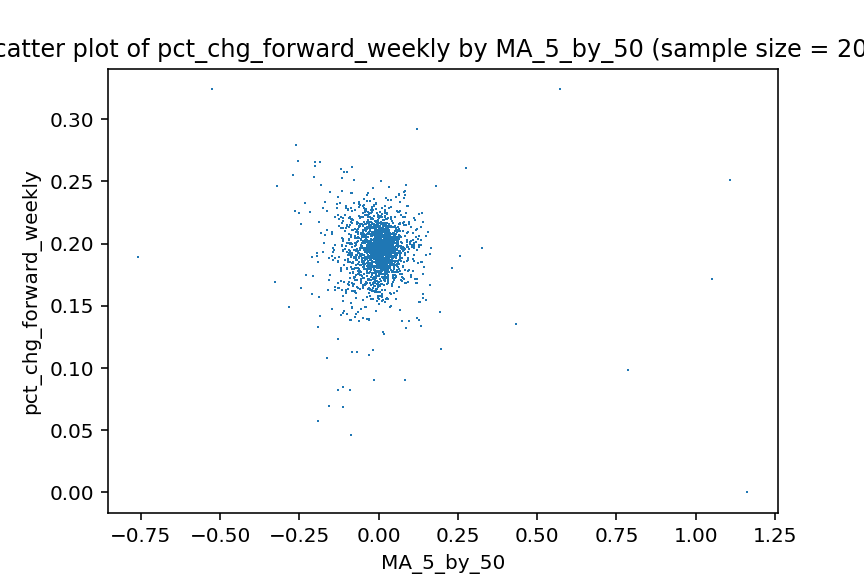 catter plot of pct_chg_forward_weekly by MA_5_by_50 (sample size = 20
pct_chg_forward_weekly
0.30
0.25
0.20
0.15
0.10
0.05
0.00
−0.75 −0.50 −0.25 0.00 0.25 0.50 0.75 1.00 1.25
MA_5_by_50